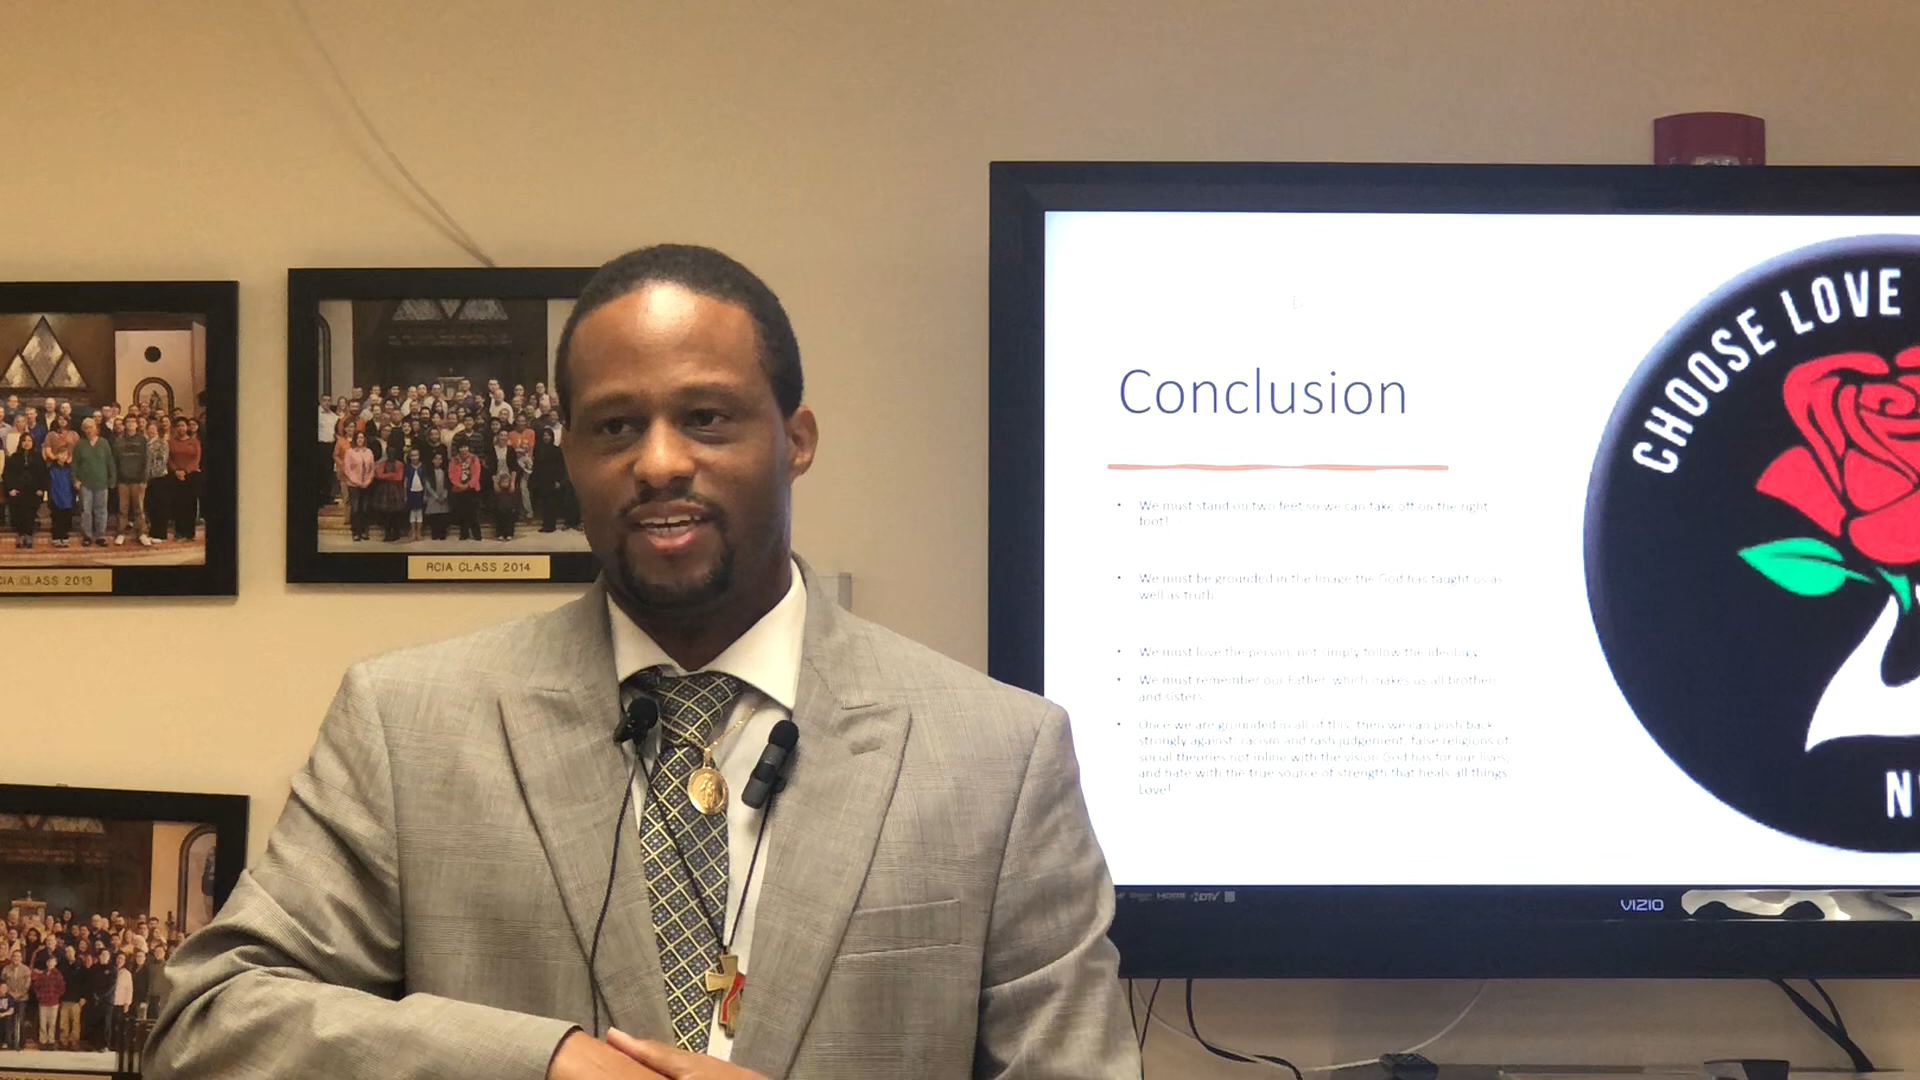 CHOOSE LOVE
Conclusion
• We must stand on two feet so we can take off on the right
foot!
• We must be grounded in the Image the God has taught us as
well as truth.
• We must love the person, not simply follow the ideology
• We must remember our Father, which makes us all brothers
and sisters.
• Once we are grounded in all of this, then we can push back
strongly against: racism and rash judgement, false religions of
social theories not inline with the vision God has for our lives,
and hate with the true source of strength that heals all things
Love!
RCIA CLASS 2014
CIA CLASS 2013
HDMI
VIZIO